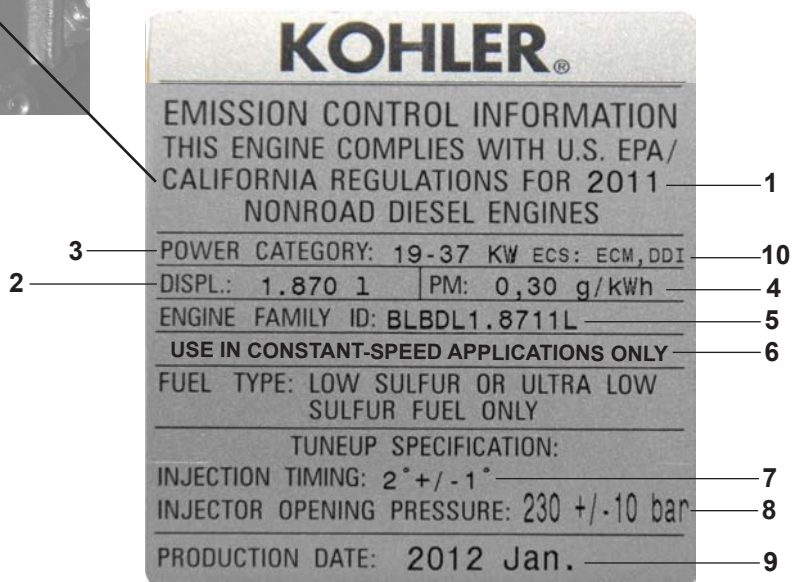 KOHLER®
EMISSION CONTROL INFORMATION
THIS ENGINE COMPLIES WITH U.S. EPA/
CALIFORNIA REGULATIONS FOR 2011 1
NONROAD DIESEL ENGINES
3 POWER CATEGORY: 19-37 KW ECS: ECM,DDI 10
2 DISPL.: 1.870 l PM: 0,30 g/kWh 4
ENGINE FAMILY ID: BLBDL1.8711L 5
USE IN CONSTANT-SPEED APPLICATIONS ONLY 6
FUEL TYPE: LOW SULFUR OR ULTRA LOW
SULFUR FUEL ONLY
TUNEUP SPECIFICATION:
INJECTION TIMING: 2°+/-1° 7
INJECTOR OPENING PRESSURE: 230 +/-10 bar 8
PRODUCTION DATE: 2012 Jan. 9